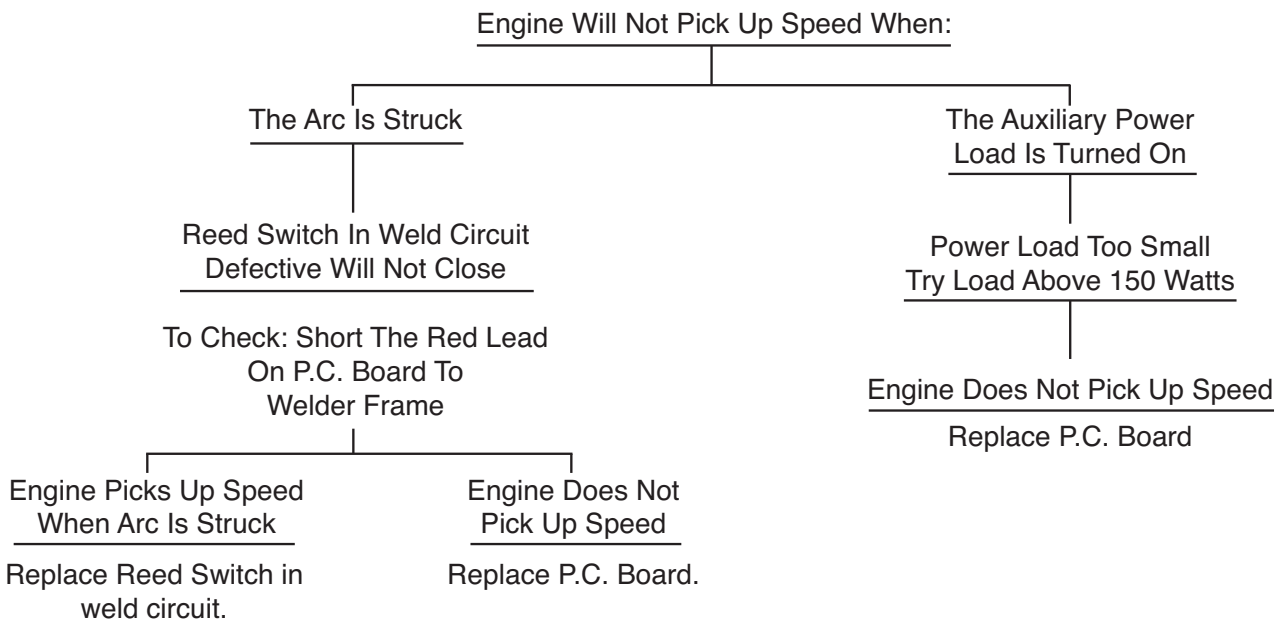 Engine Will Not Pick Up Speed When:
The Arc Is Struck
Reed Switch In Weld Circuit
Defective Will Not Close
To Check: Short The Red Lead
On P.C. Board To
Welder Frame
Engine Picks Up Speed
When Arc Is Struck
Replace Reed Switch in
weld circuit.
Engine Does Not
Pick Up Speed
Replace P.C. Board.
The Auxiliary Power
Load Is Turned On
Power Load Too Small
Try Load Above 150 Watts
Engine Does Not Pick Up Speed
Replace P.C. Board